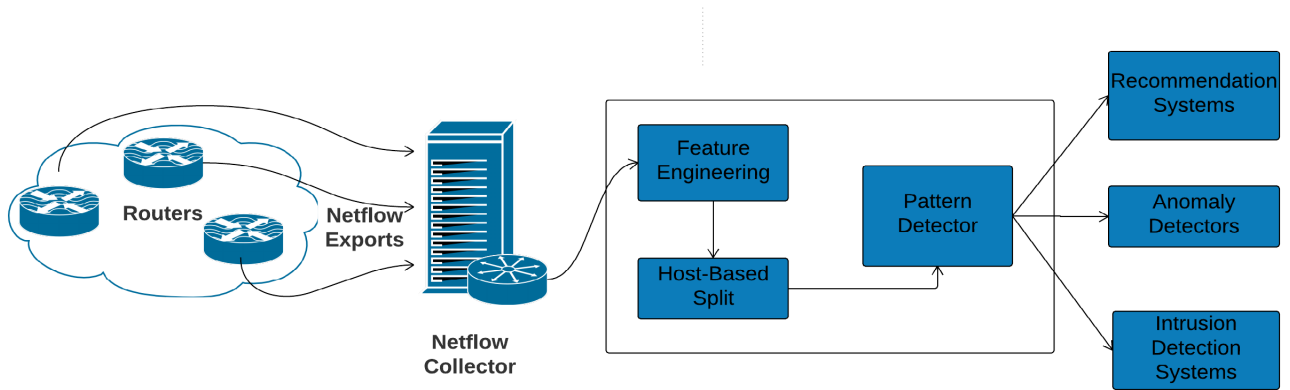 Routers
Netflow
Exports
Netflow
Collector
Feature
Engineering
Host-Based
Split
Pattern
Detector
Recommendation
Systems
Anomaly
Detectors
Intrusion
Detection
Systems